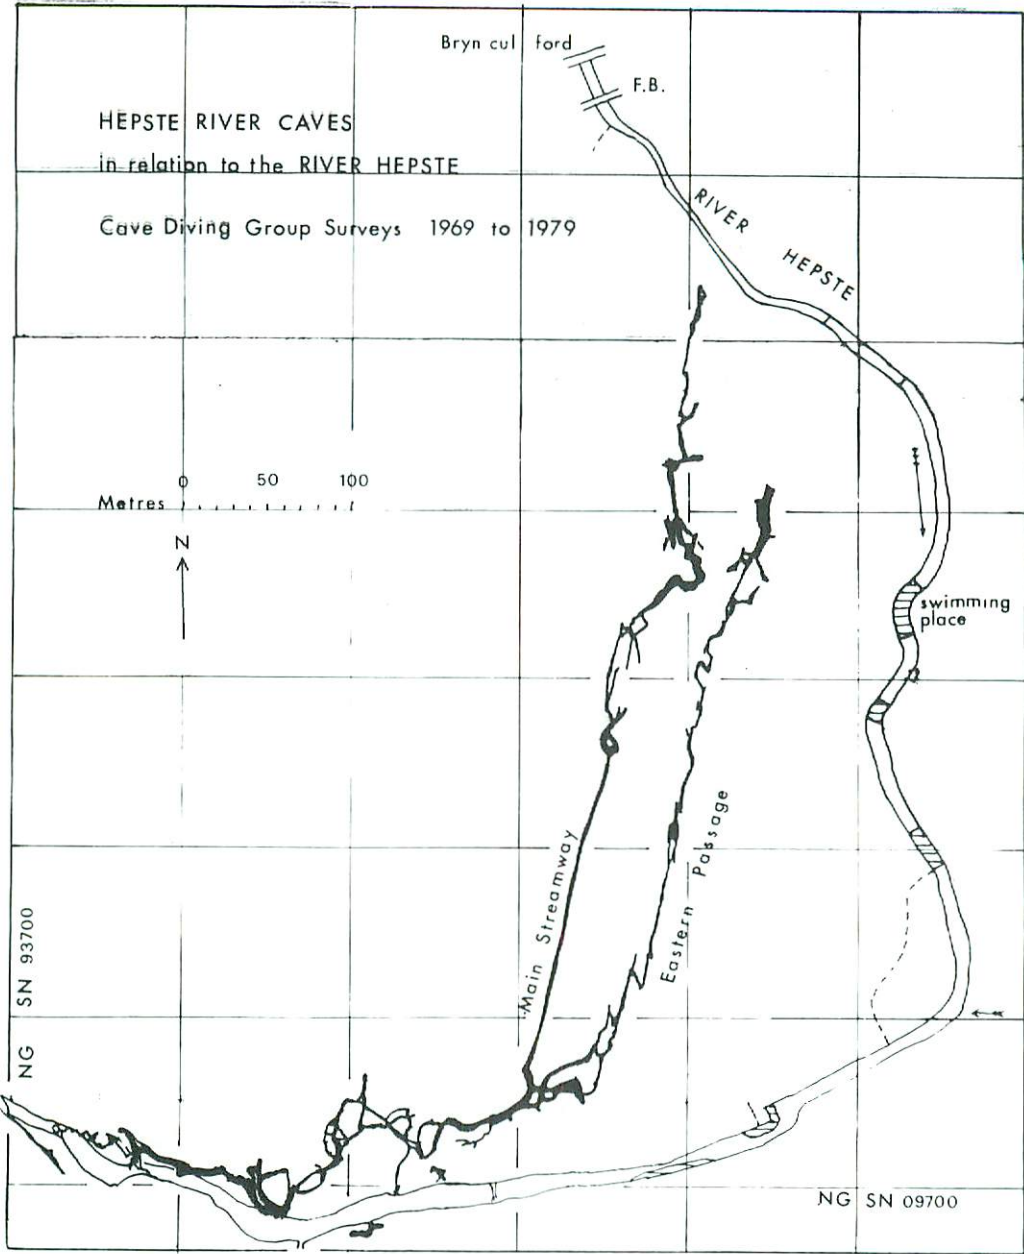 Bryn cul ford
F.B.
HEPSTE RIVER CAVES
in relation to the RIVER HEPSTE
Cave Diving Group Surveys 1969 to 1979
RIVER HEPSTE
0 50 100
Metres
N
swimming
place
Main Streamway
Eastern Passage
NG SN 93700
NG SN 09700